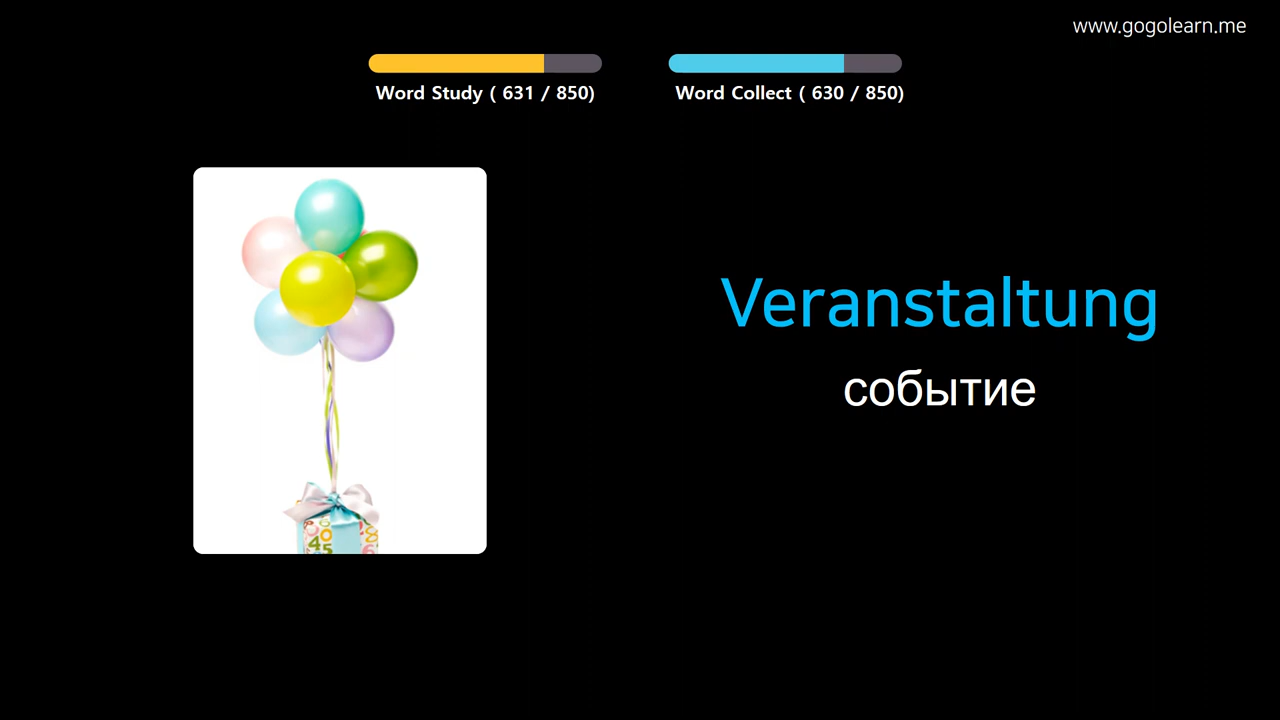 www.gogolearn.me
Word Study ( 631 / 850)
Word Collect ( 630 / 850)
Veranstaltung
событие